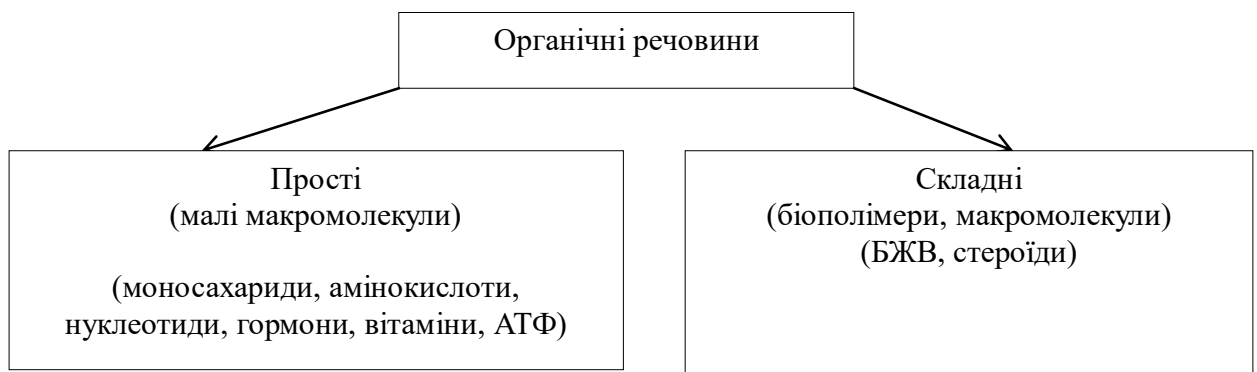 Органічні речовини
Прості
(малі макромолекули)
(моносахариди, амінокислоти,
нуклеотиди, гормони, вітаміни, АТФ)
Складні
(біополімери, макромолекули)
(БЖВ, стероїди)